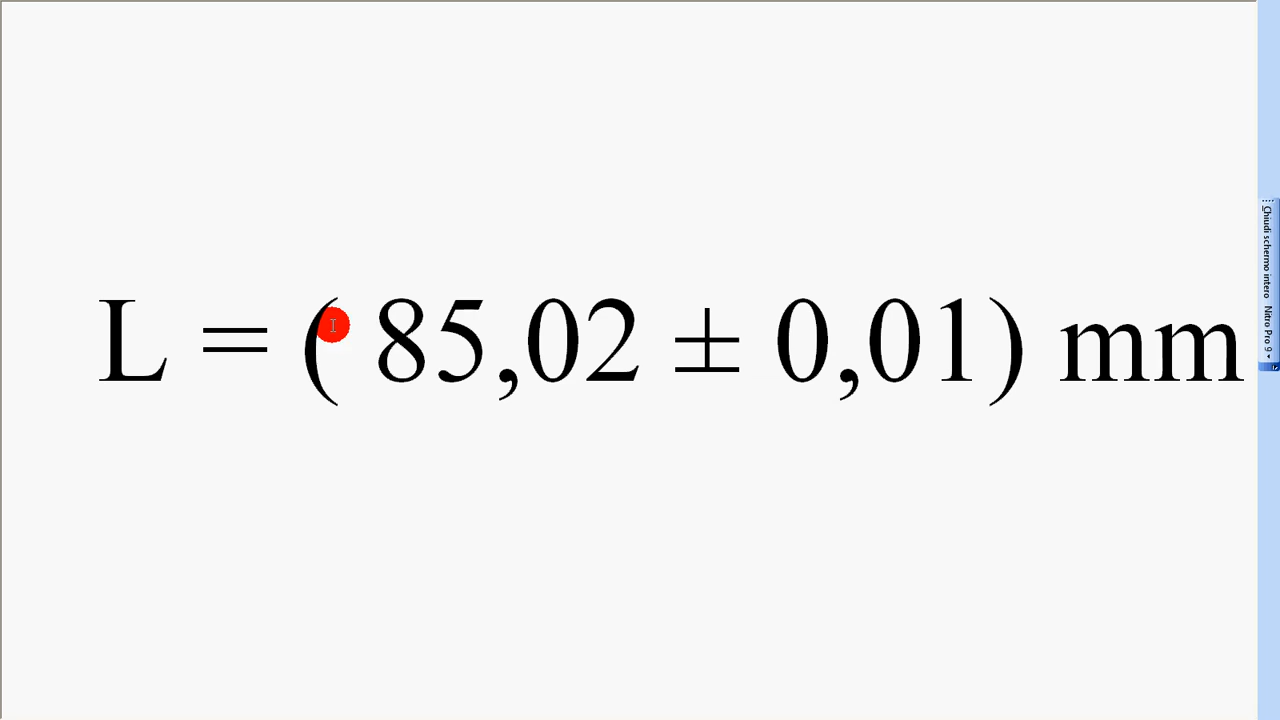 L = ( 85,02 ± 0,01) mm
Chiudi schermo intero Nitro Pro 9